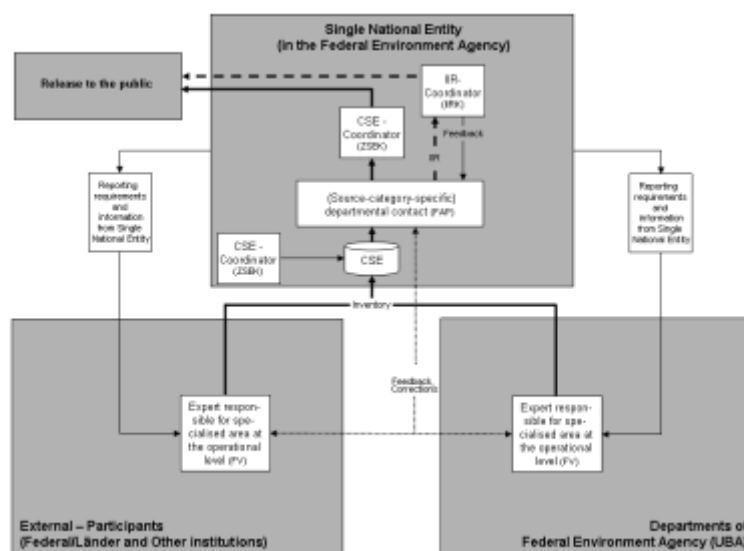 Single National Entity
(in the Federal Environment Agency)
Release to the public
IIR-
Coordinator
(IIRK)
CSE -
Coordinator
(ZSEK)
Feedback
IIR
Reporting
requirements
and
information
from Single
National Entity
(Source-category-specific)
departmental contact (FAP)
Reporting
requirements
and
information
from Single
National Entity
CSE -
Coordinator
(ZSEK)
CSE
Inventory
Feedback,
Corrections
Expert respon-
sible for spe-
cialised area at
the operational
level (FV)
Expert respon-
sible for spe-
cialised area at
the operational
level (FV)
External – Participants
(Federal/Länder and Other institutions)
Departments of
Federal Environment Agency (UBA)